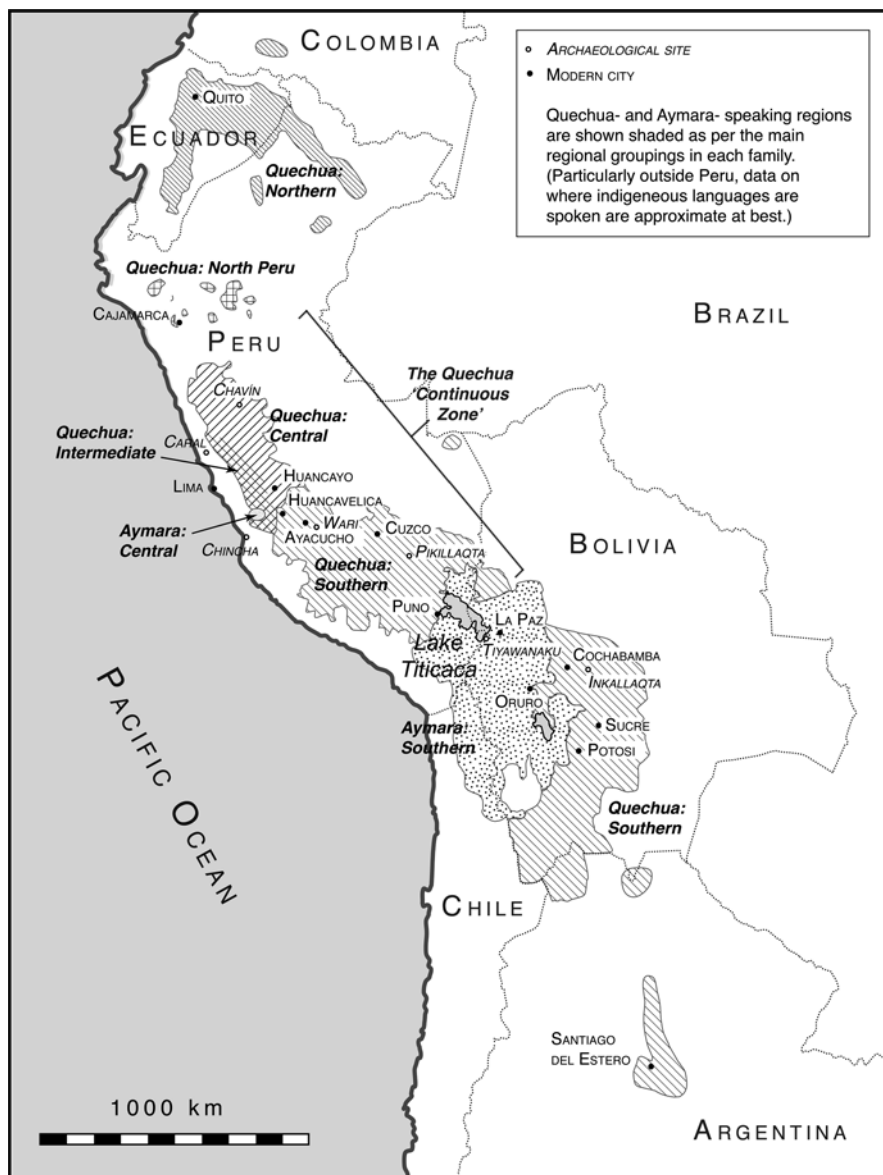 COLOMBIA
ARCHAEOLOGICAL SITE
MODERN CITY
Quechua- and Aymara- speaking regions
are shown shaded as per the main
regional groupings in each family.
(Particularly outside Peru, data on
where indigeneous languages are
spoken are approximate at best.)
QUITO
ECUADOR
Quechua:
Northern
Quechua: North Peru
CAJAMARCA
PERU
BRAZIL
The Quechua
‘Continuous
Zone’
CHAVÍN
Quechua:
Central
Quechua:
Intermediate
CARAL
LIMA
HUANCAYO
HUANCAVELICA
Aymara:
Central
CHINCHA
AYACUCHO
WARI
CUZCO
PIKILLAQTA
Quechua:
Southern
BOLIVIA
PUNO
Lake
Titicaca
LA PAZ
TIYAWANAKU
COCHABAMBA
INKALLAQTA
ORURO
SUCRE
POTOSI
Aymara:
Southern
Quechua:
Southern
PACIFIC OCEAN
CHILE
SANTIAGO
DEL ESTERO
ARGENTINA
1000 km